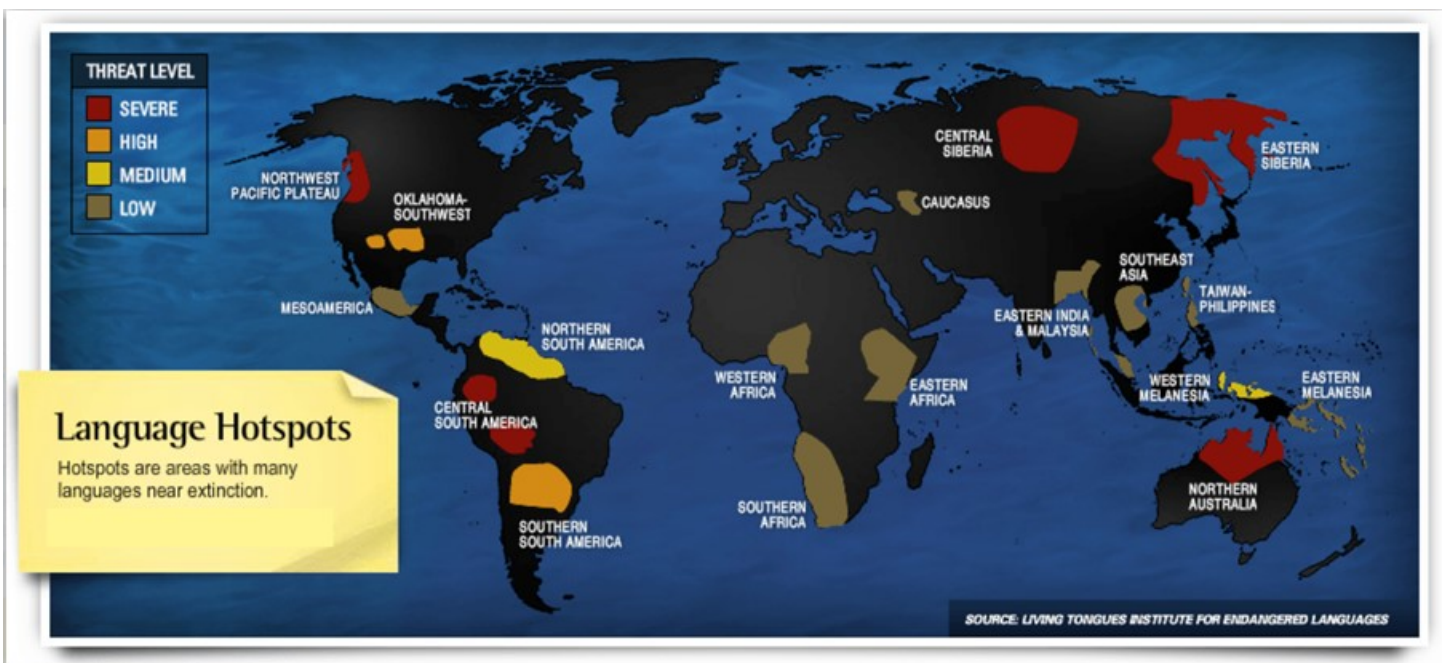 THREAT LEVEL
SEVERE
HIGH
MEDIUM
LOW
NORTHWEST
PACIFIC PLATEAU
OKLAHOMA-
SOUTHWEST
MESOAMERICA
NORTHERN
SOUTH AMERICA
CENTRAL
SOUTH AMERICA
SOUTHERN
SOUTH AMERICA
CENTRAL
SIBERIA
EASTERN
SIBERIA
CAUCASUS
SOUTHEAST
ASIA
TAIWAN-
PHILIPPINES
EASTERN INDIA
& MALAYSIA
WESTERN
AFRICA
EASTERN
AFRICA
SOUTHERN
AFRICA
WESTERN
MELANESIA
EASTERN
MELANESIA
NORTHERN
AUSTRALIA
Language Hotspots
Hotspots are areas with many
languages near extinction.
SOURCE: LIVING TONGUES INSTITUTE FOR ENDANGERED LANGUAGES